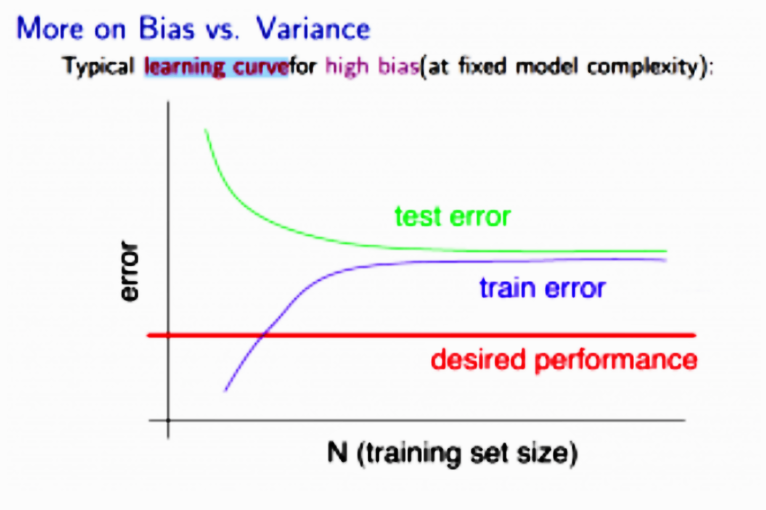 More on Bias vs. Variance
Typical learning curvefor high bias(at fixed model complexity):
test error
error
train error
desired performance
N (training set size)